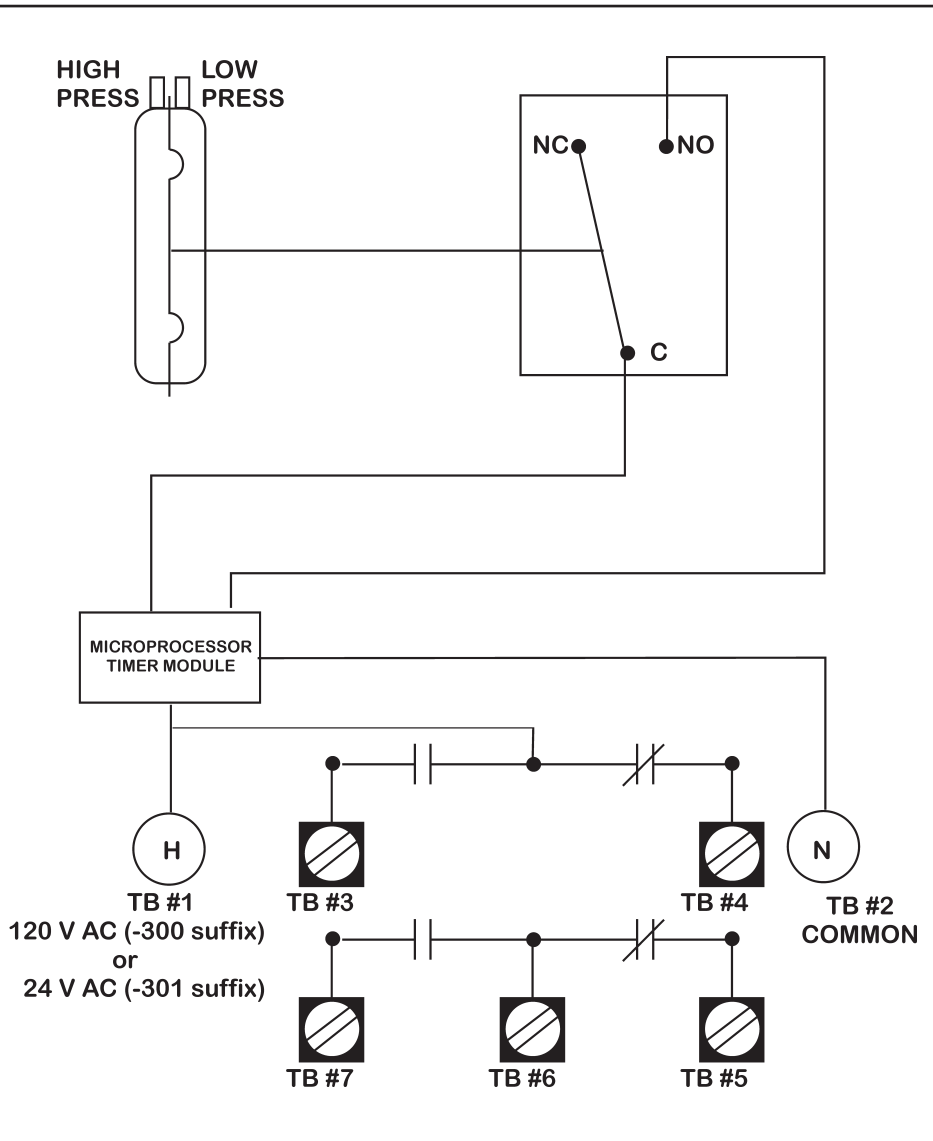 HIGH
PRESS
LOW
PRESS
NC
NO
C
MICROPROCESSOR
TIMER MODULE
H
N
TB #1
120 V AC (-300 suffix)
or
24 V AC (-301 suffix)
TB #3
TB #4
TB #2
COMMON
TB #7
TB #6
TB #5